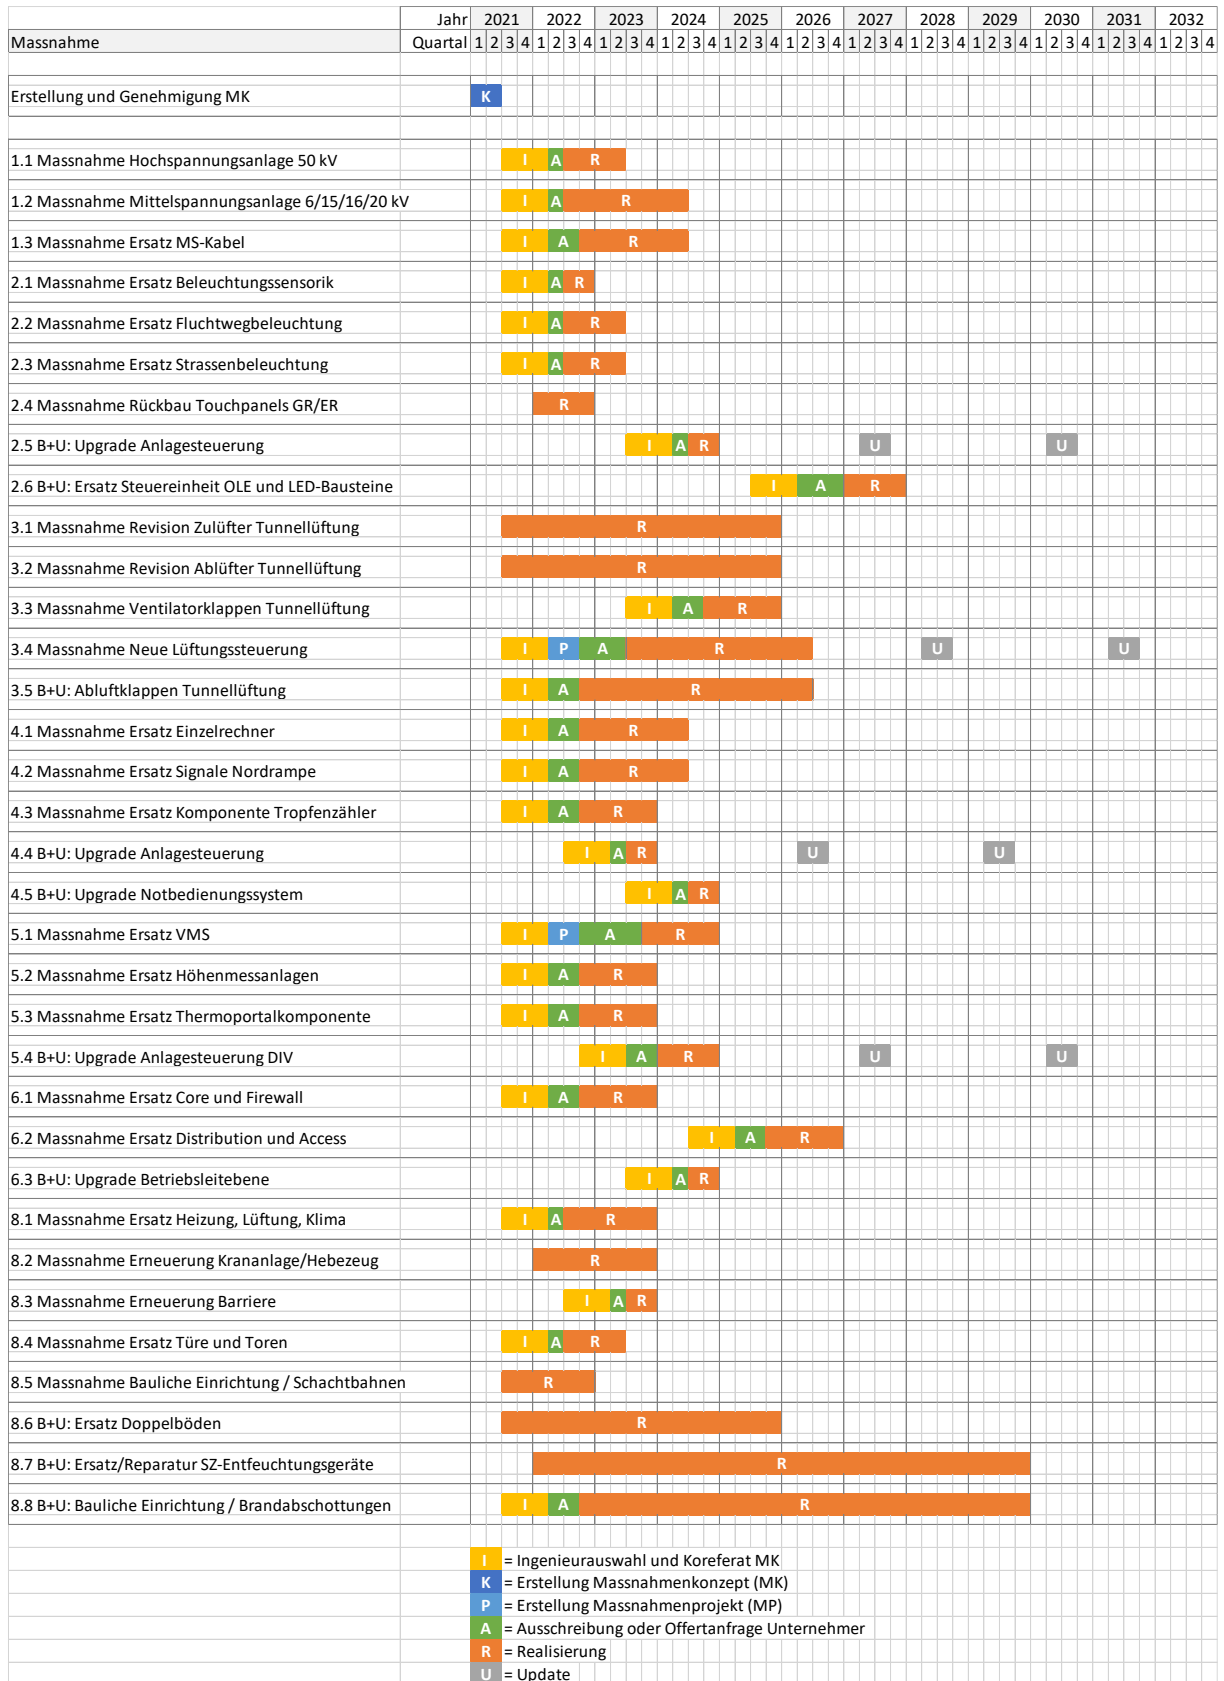 Jahr 2021 2022 2023 2024 2025 2026 2027 2028 2029 2030 2031 2032
Massnahme Quartal 1 2 3 4 1 2 3 4 1 2 3 4 1 2 3 4 1 2 3 4 1 2 3 4 1 2 3 4 1 2 3 4 1 2 3 4 1 2 3 4 1 2 3 4 1 2 3 4
Erstellung und Genehmigung MK K
1.1 Massnahme Hochspannungsanlage 50 kV I A R
1.2 Massnahme Mittelspannungsanlage 6/15/16/20 kV I A R
1.3 Massnahme Ersatz MS-Kabel I A R
2.1 Massnahme Ersatz Beleuchtungssensorik I A R
2.2 Massnahme Ersatz Fluchtwegbeleuchtung I A R
2.3 Massnahme Ersatz Strassenbeleuchtung I A R
2.4 Massnahme Rückbau Touchpanels GR/ER R
2.5 B+U: Upgrade Anlagesteuerung I A R U U
2.6 B+U: Ersatz Steuereinheit OLE und LED-Bausteine I A R
3.1 Massnahme Revision Zulüfter Tunnellüftung R
3.2 Massnahme Revision Ablüfter Tunnellüftung R
3.3 Massnahme Ventilatorklappen Tunnellüftung I A R
3.4 Massnahme Neue Lüftungssteuerung I P A R U U
3.5 B+U: Abluftklappen Tunnellüftung I A R
4.1 Massnahme Ersatz Einzelrechner I A R
4.2 Massnahme Ersatz Signale Nordrampe I A R
4.3 Massnahme Ersatz Komponente Tropfenzähler I A R
4.4 B+U: Upgrade Anlagesteuerung I A R U U
4.5 B+U: Upgrade Notbedienungssystem I A R
5.1 Massnahme Ersatz VMS I P A R
5.2 Massnahme Ersatz Höhenmessanlagen I A R
5.3 Massnahme Ersatz Thermoportalkomponente I A R
5.4 B+U: Upgrade Anlagesteuerung DIV I A R U U
6.1 Massnahme Ersatz Core und Firewall I A R
6.2 Massnahme Ersatz Distribution und Access I A R
6.3 B+U: Upgrade Betriebsleitebene I A R
8.1 Massnahme Ersatz Heizung, Lüftung, Klima I A R
8.2 Massnahme Erneuerung Krananlage/Hebezeug R
8.3 Massnahme Erneuerung Barriere I A R
8.4 Massnahme Ersatz Türe und Toren I A R
8.5 Massnahme Bauliche Einrichtung / Schachtbahnen R
8.6 B+U: Ersatz Doppelböden R
8.7 B+U: Ersatz/Reparatur SZ-Entfeuchtungsgeräte R
8.8 B+U: Bauliche Einrichtung / Brandabschottungen I A R
I = Ingenieurauswahl und Koreferat MK
K = Erstellung Massnahmenkonzept (MK)
P = Erstellung Massnahmenprojekt (MP)
A = Ausschreibung oder Offertanfrage Unternehmer
R = Realisierung
U = Update